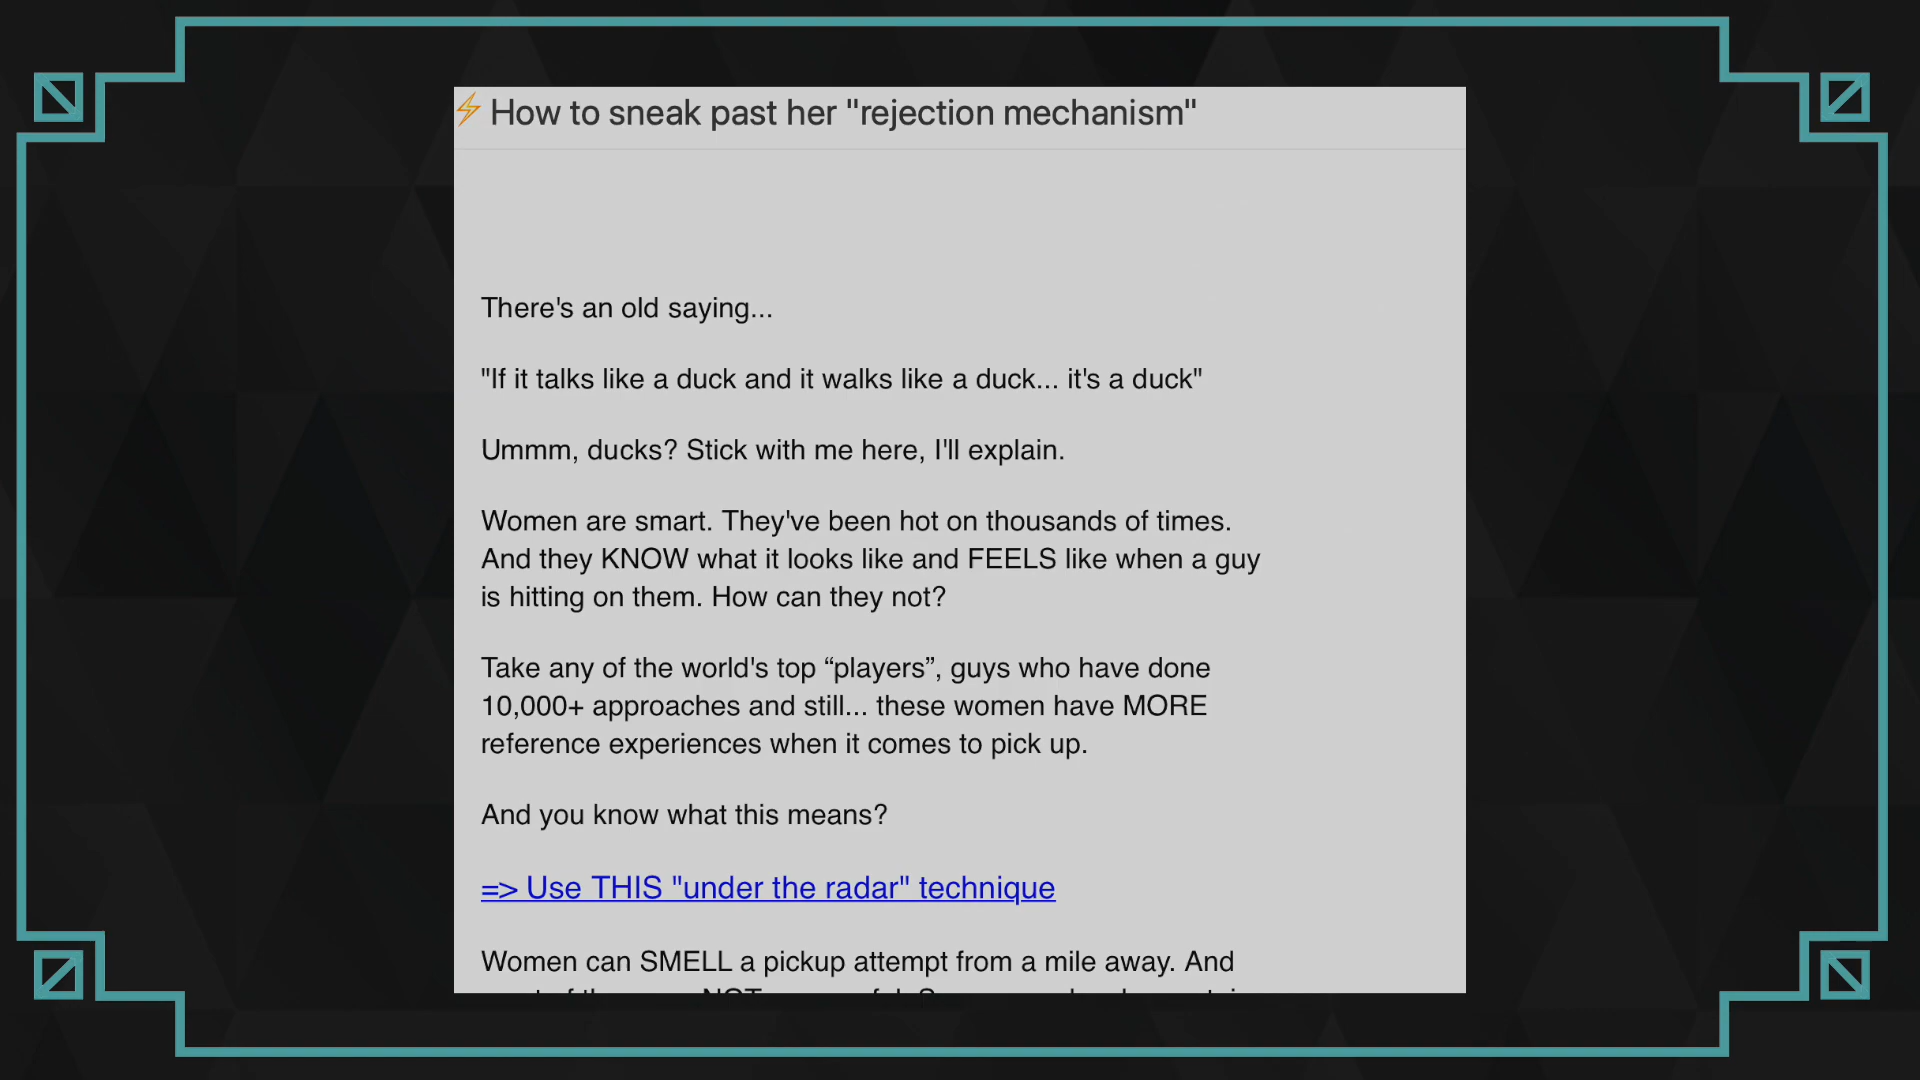 ⚡ How to sneak past her "rejection mechanism"
There's an old saying...
"If it talks like a duck and it walks like a duck... it's a duck"
Ummm, ducks? Stick with me here, I'll explain.
Women are smart. They've been hot on thousands of times.
And they KNOW what it looks like and FEELS like when a guy
is hitting on them. How can they not?
Take any of the world's top “players”, guys who have done
10,000+ approaches and still... these women have MORE
reference experiences when it comes to pick up.
And you know what this means?
=> Use THIS "under the radar" technique
Women can SMELL a pickup attempt from a mile away. And